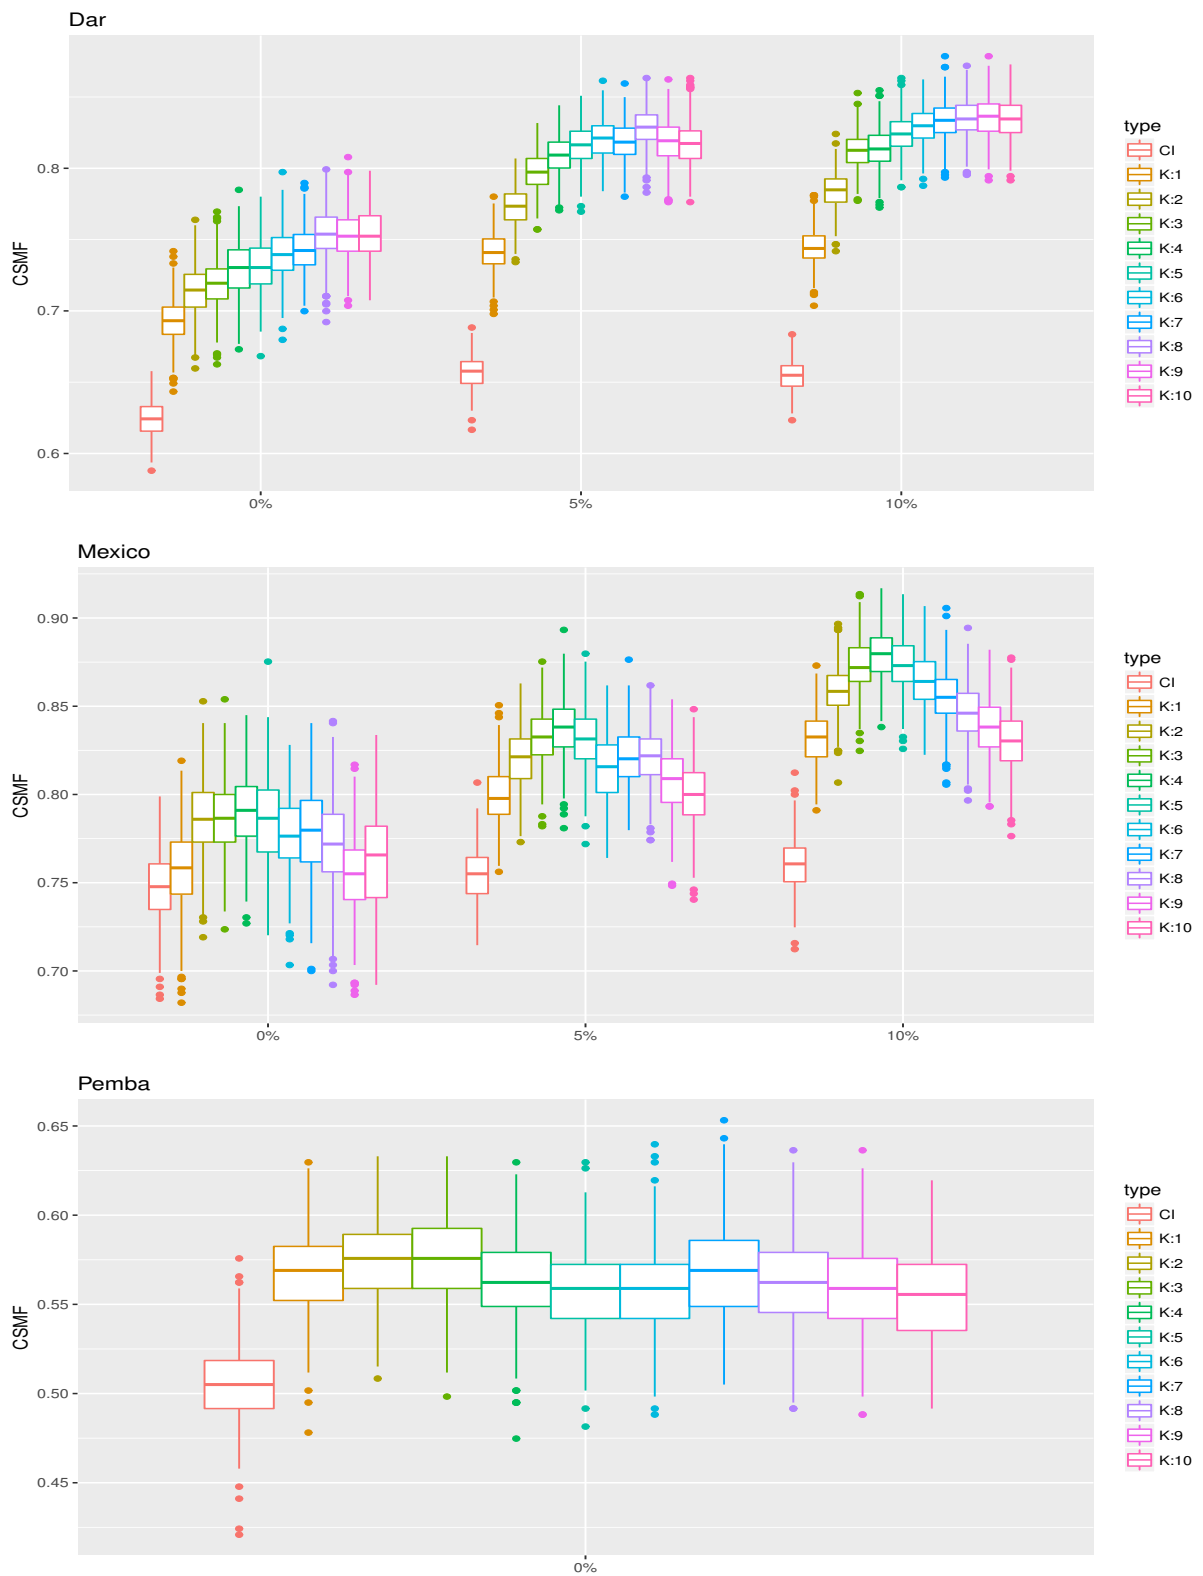 Dar
CSMF
0.8
0.7
0.6
0%
5%
10%
type
CI
K:1
K:2
K:3
K:4
K:5
K:6
K:7
K:8
K:9
K:10
Mexico
CSMF
0.90
0.85
0.80
0.75
0.70
0%
5%
10%
type
CI
K:1
K:2
K:3
K:4
K:5
K:6
K:7
K:8
K:9
K:10
Pemba
CSMF
0.65
0.60
0.55
0.50
0.45
0%
type
CI
K:1
K:2
K:3
K:4
K:5
K:6
K:7
K:8
K:9
K:10